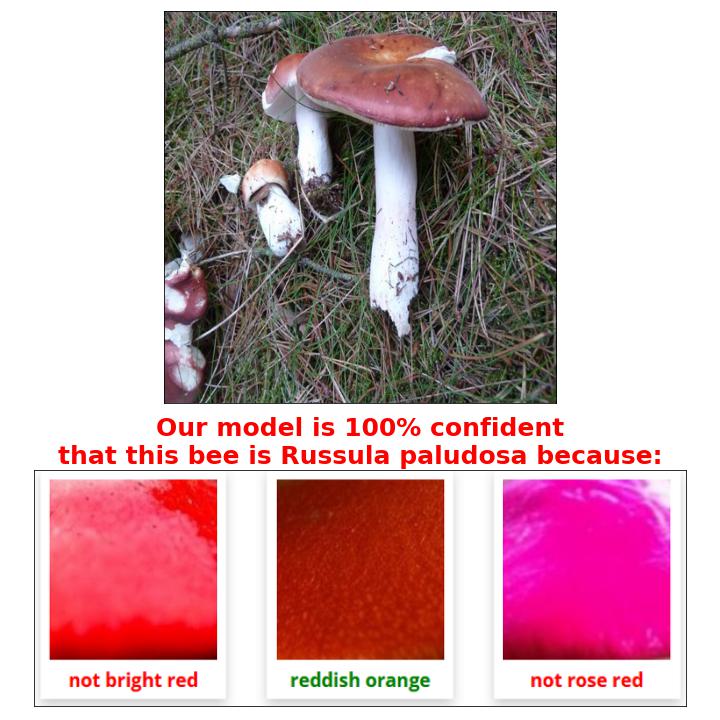 Our model is 100% confident
that this bee is Russula paludosa because:
not bright red
reddish orange
not rose red